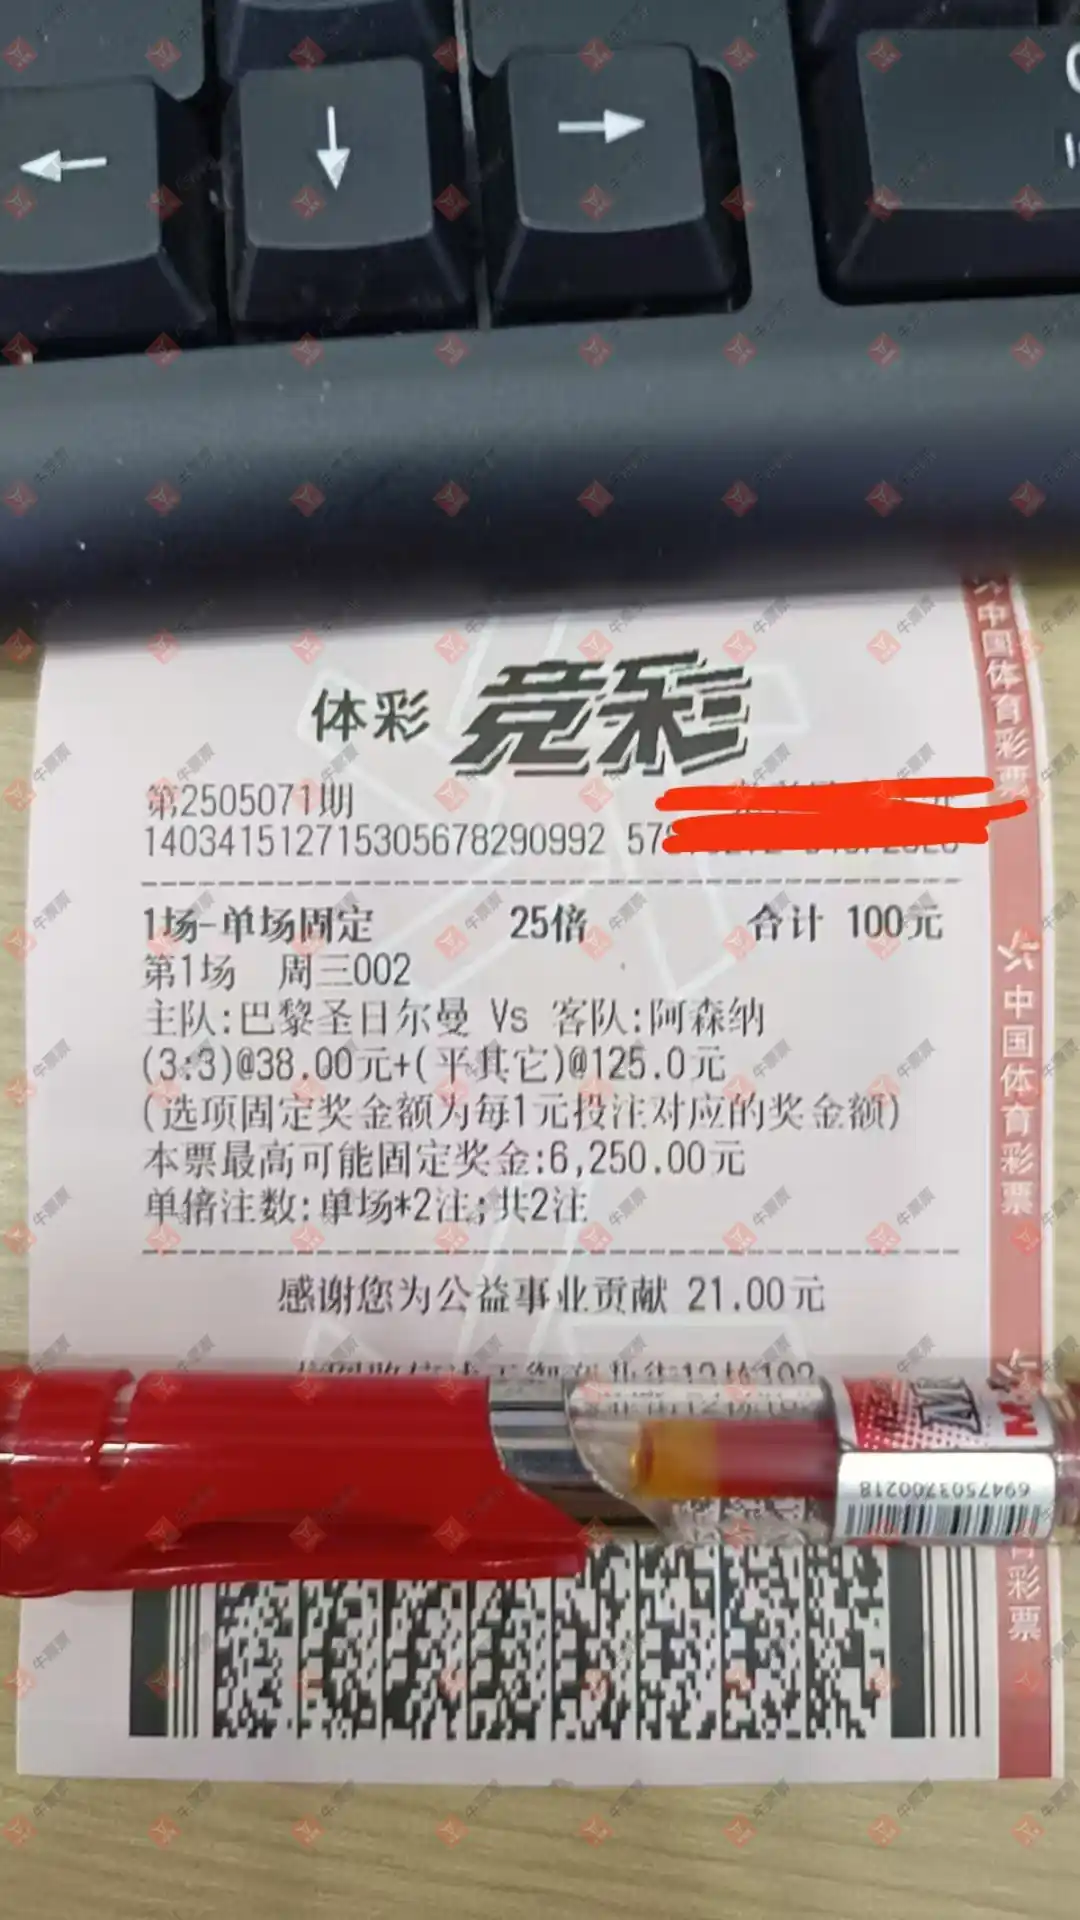 体彩 竞彩
第2505071期
140341512715305678290992
1场-单场固定 25倍 合计 100元
第1场 周三002
主队:巴黎圣日尔曼 Vs 客队:阿森纳
(3:3)@38.00元+(平其它)@125.0元
(选项固定奖金额为每1元投注对应的奖金额)
本票最高可能固定奖金:6,250.00元
单倍注数:单场*2注;共2注
感谢您为公益事业贡献 21.00元
6947503700218
中国体育彩票
中国体育彩票
育彩票
牛票票